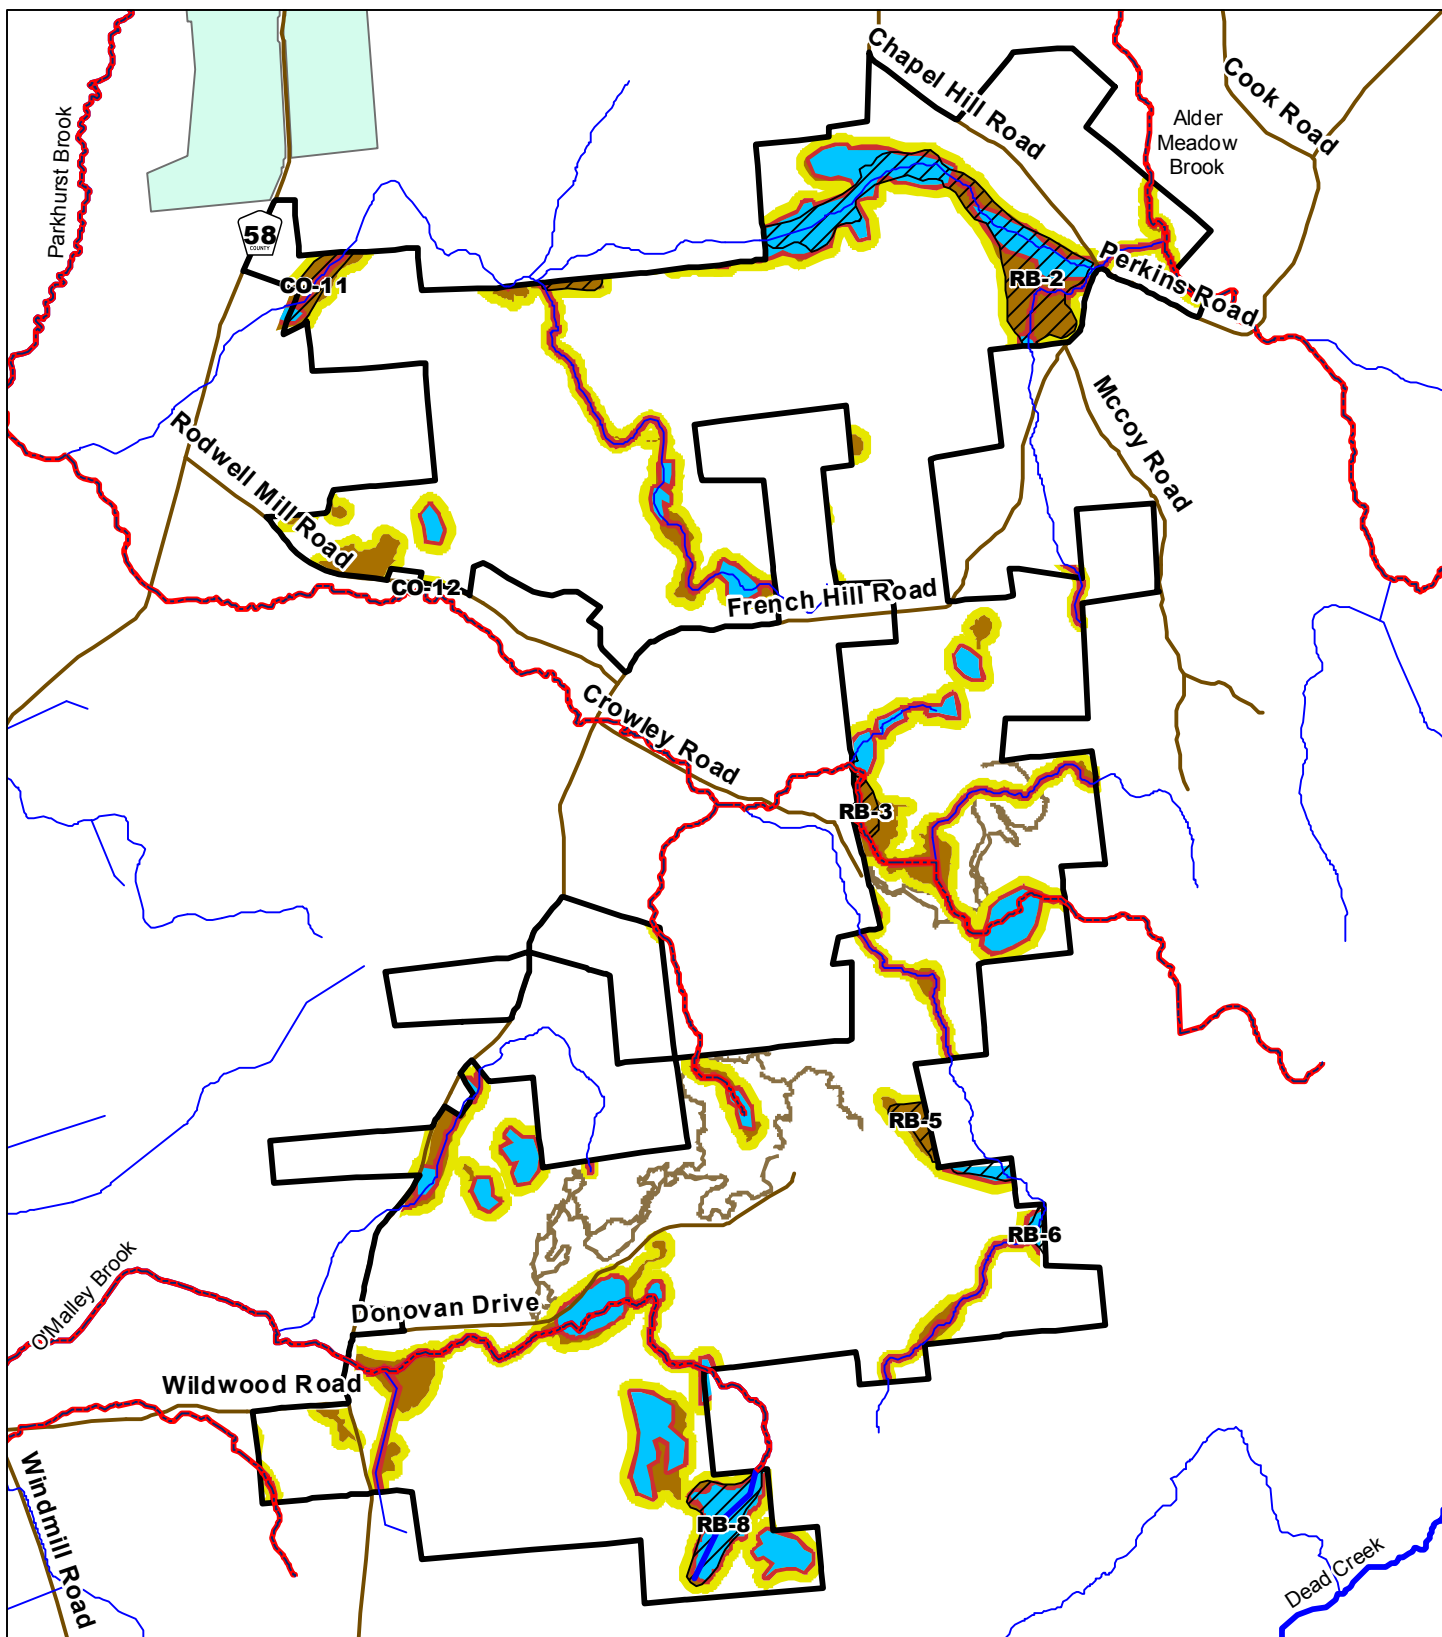 Chapel Hill Road
Cook Road
Alder
Meadow
Brook
Parkhurst Brook
58
COUNTY
CO-11
RB-2
Perkins Road
Mccoy Road
Rodwell Mill Road
CO-12
French Hill Road
Crowley Road
RB-3
RB-5
RB-6
O'Malley Brook
Donovan Drive
Wildwood Road
Windmill Road
RB-8
Dead Creek